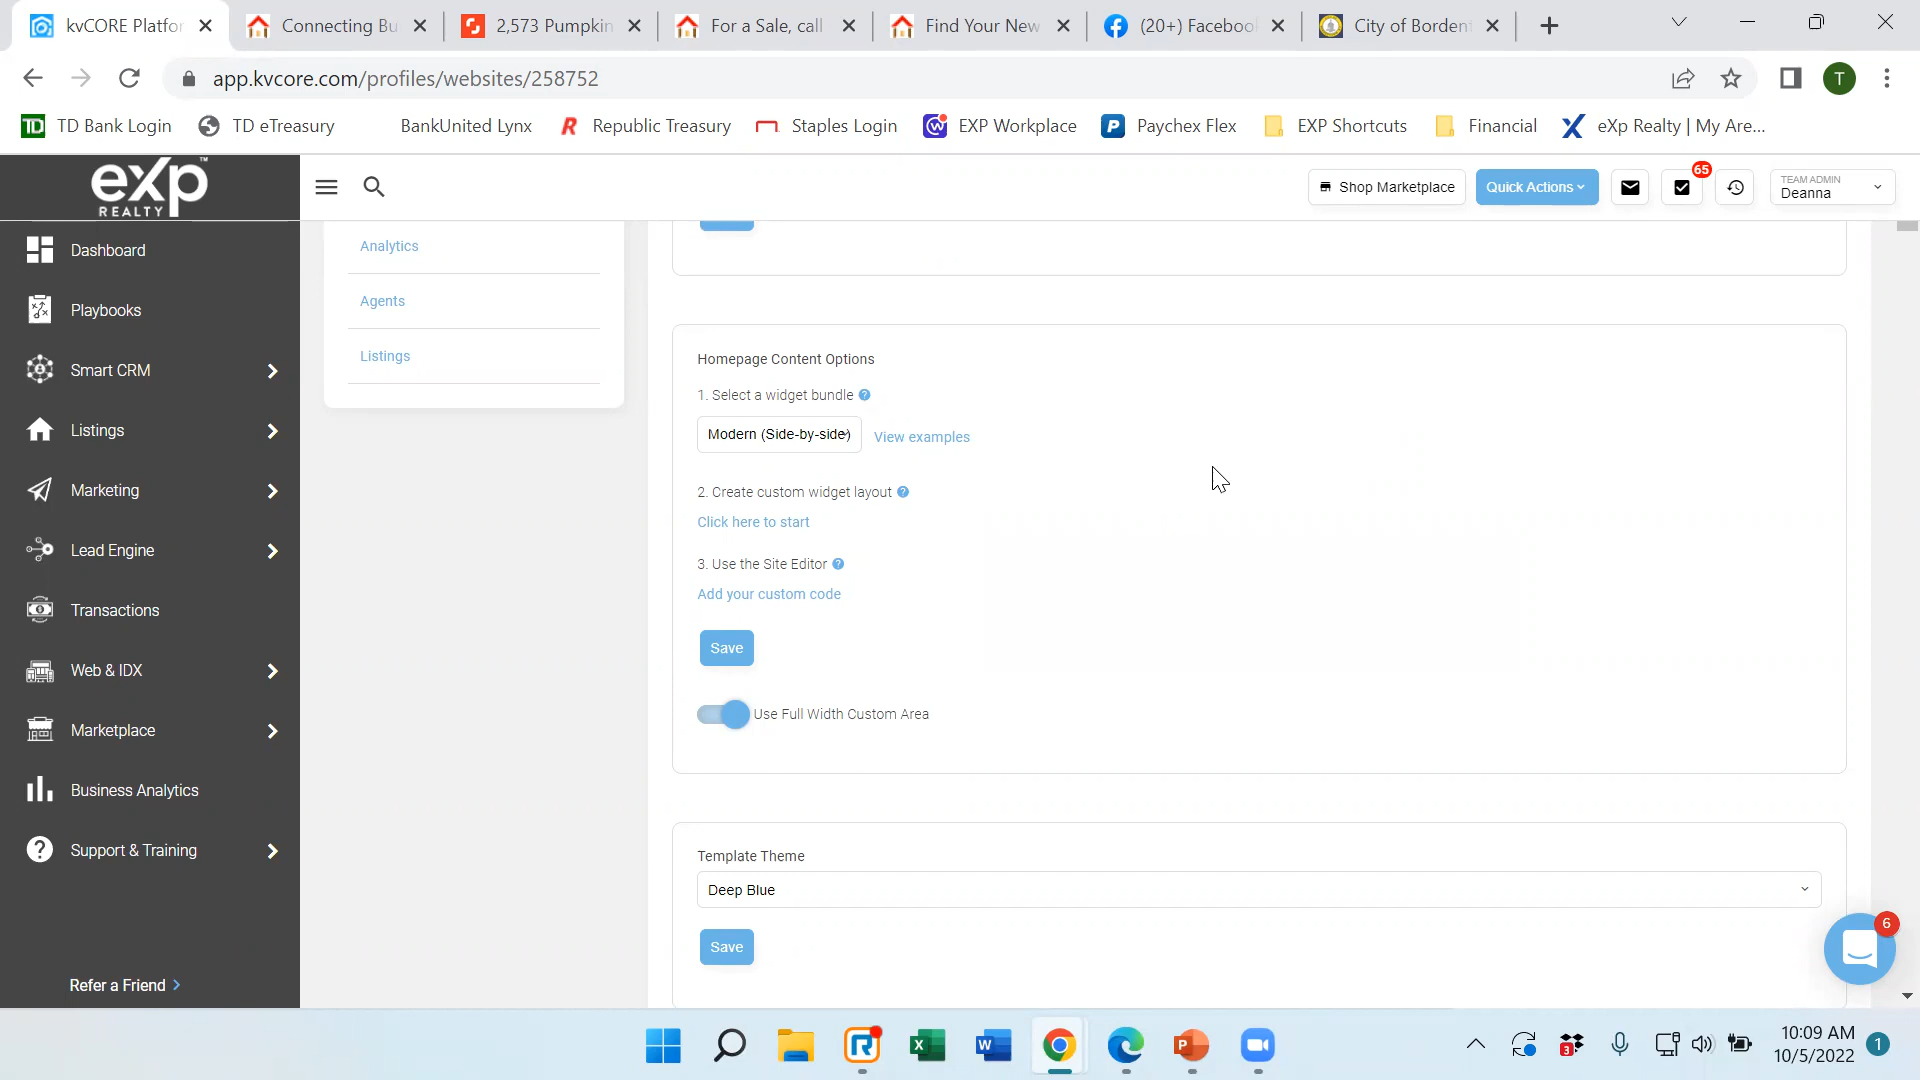 kvCORE Platfor
Connecting Bu
2,573 Pumpkin
For a Sale, call
Find Your New
(20+) Facebook
City of Bordent
app.kvcore.com/profiles/websites/258752
T
TD Bank Login
TD eTreasury
BankUnited Lynx
Republic Treasury
Staples Login
EXP Workplace
Paychex Flex
EXP Shortcuts
Financial
eXp Realty | My Are...
eXp™
REALTY
Shop Marketplace
Quick Actions
65
TEAM ADMIN
Deanna
Dashboard
Playbooks
Smart CRM
Listings
Marketing
Lead Engine
Transactions
Web & IDX
Marketplace
Business Analytics
Support & Training
Refer a Friend
Analytics
Agents
Listings
Homepage Content Options
1. Select a widget bundle
Modern (Side-by-side)
View examples
2. Create custom widget layout
Click here to start
3. Use the Site Editor
Add your custom code
Save
Use Full Width Custom Area
Template Theme
Deep Blue
Save
6
3
10:09 AM
10/5/2022
1